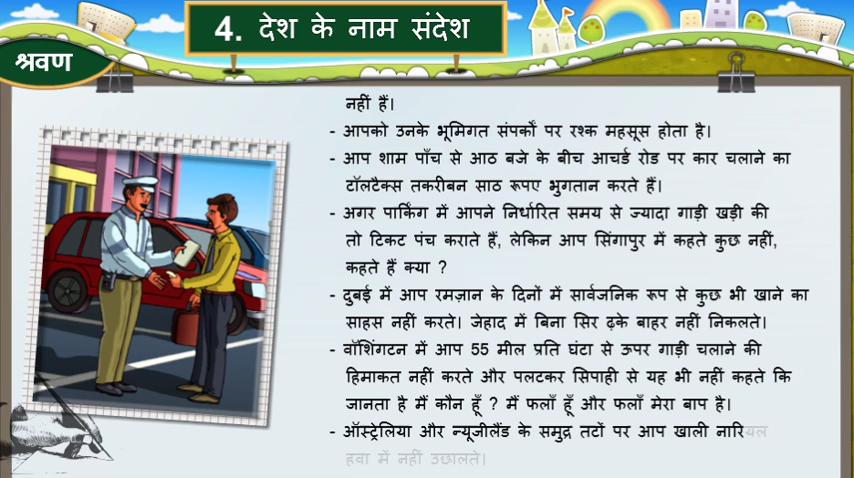 4. देश के नाम संदेश
श्रवण
नहीं हैं।
- आपको उनके भूमिगत संपर्कों पर रश्क महसूस होता है।
- आप शाम पाँच से आठ बजे के बीच आचर्ड रोड पर कार चलाने का
टॉलटैक्स तकरीबन साठ रूपए भुगतान करते हैं।
- अगर पार्किंग में आपने निर्धारित समय से ज्यादा गाड़ी खड़ी की
तो टिकट पंच कराते हैं, लेकिन आप सिंगापुर में कहते कुछ नहीं,
कहते हैं क्या ?
- दुबई में आप रमज़ान के दिनों में सार्वजनिक रूप से कुछ भी खाने का
साहस नहीं करते। जेहाद में बिना सिर ढ़के बाहर नहीं निकलते।
- वॉशिंगटन में आप 55 मील प्रति घंटा से ऊपर गाड़ी चलाने की
हिमाकत नहीं करते और पलटकर सिपाही से यह भी नहीं कहते कि
जानता है मैं कौन हूँ ? मैं फलाँ हूँ और फलाँ मेरा बाप है।
- ऑस्ट्रेलिया और न्यूजीलैंड के समुद्र तटों पर आप खाली नारियल
हवा में नहीं उछालते।